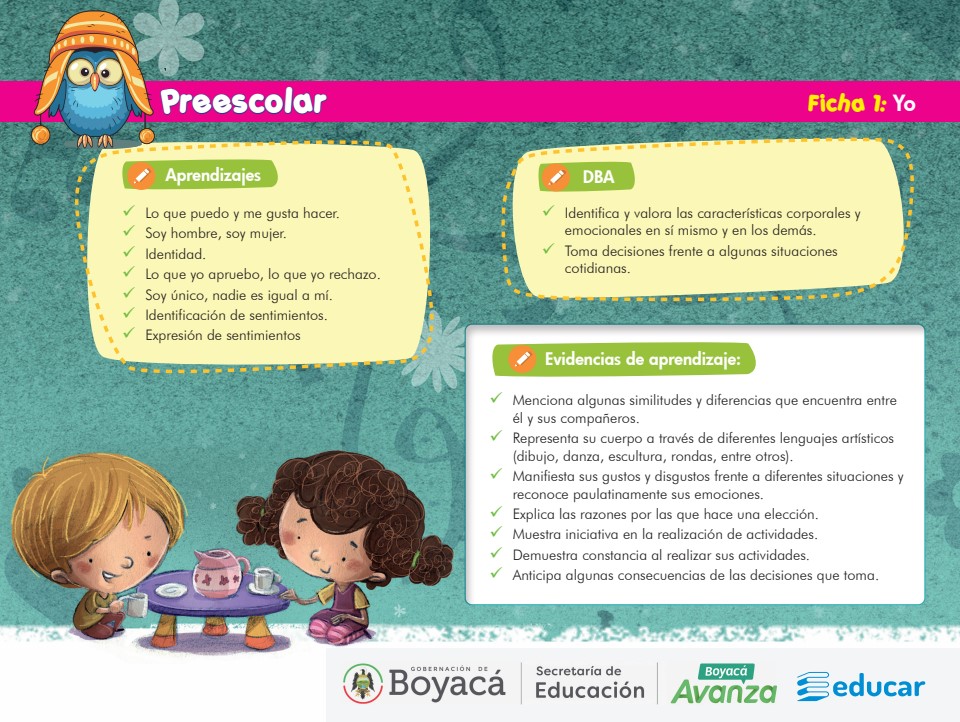 Preescolar
Ficha 1: Yo
Aprendizajes
Lo que puedo y me gusta hacer.
Soy hombre, soy mujer.
Identidad.
Lo que yo apruebo, lo que yo rechazo.
Soy único, nadie es igual a mí.
Identificación de sentimientos.
Expresión de sentimientos
DBA
Identifica y valora las características corporales y
emocionales en sí mismo y en los demás.
Toma decisiones frente a algunas situaciones
cotidianas.
Evidencias de aprendizaje:
Menciona algunas similitudes y diferencias que encuentra entre
él y sus compañeros.
Representa su cuerpo a través de diferentes lenguajes artísticos
(dibujo, danza, escultura, rondas, entre otros).
Manifiesta sus gustos y disgustos frente a diferentes situaciones y
reconoce paulatinamente sus emociones.
Explica las razones por las que hace una elección.
Muestra iniciativa en la realización de actividades.
Demuestra constancia al realizar sus actividades.
Anticipa algunas consecuencias de las decisiones que toma.
GOBERNACIÓN DE
Boyacá
Secretaría de
Educación
Boyacá
Avanza
educar